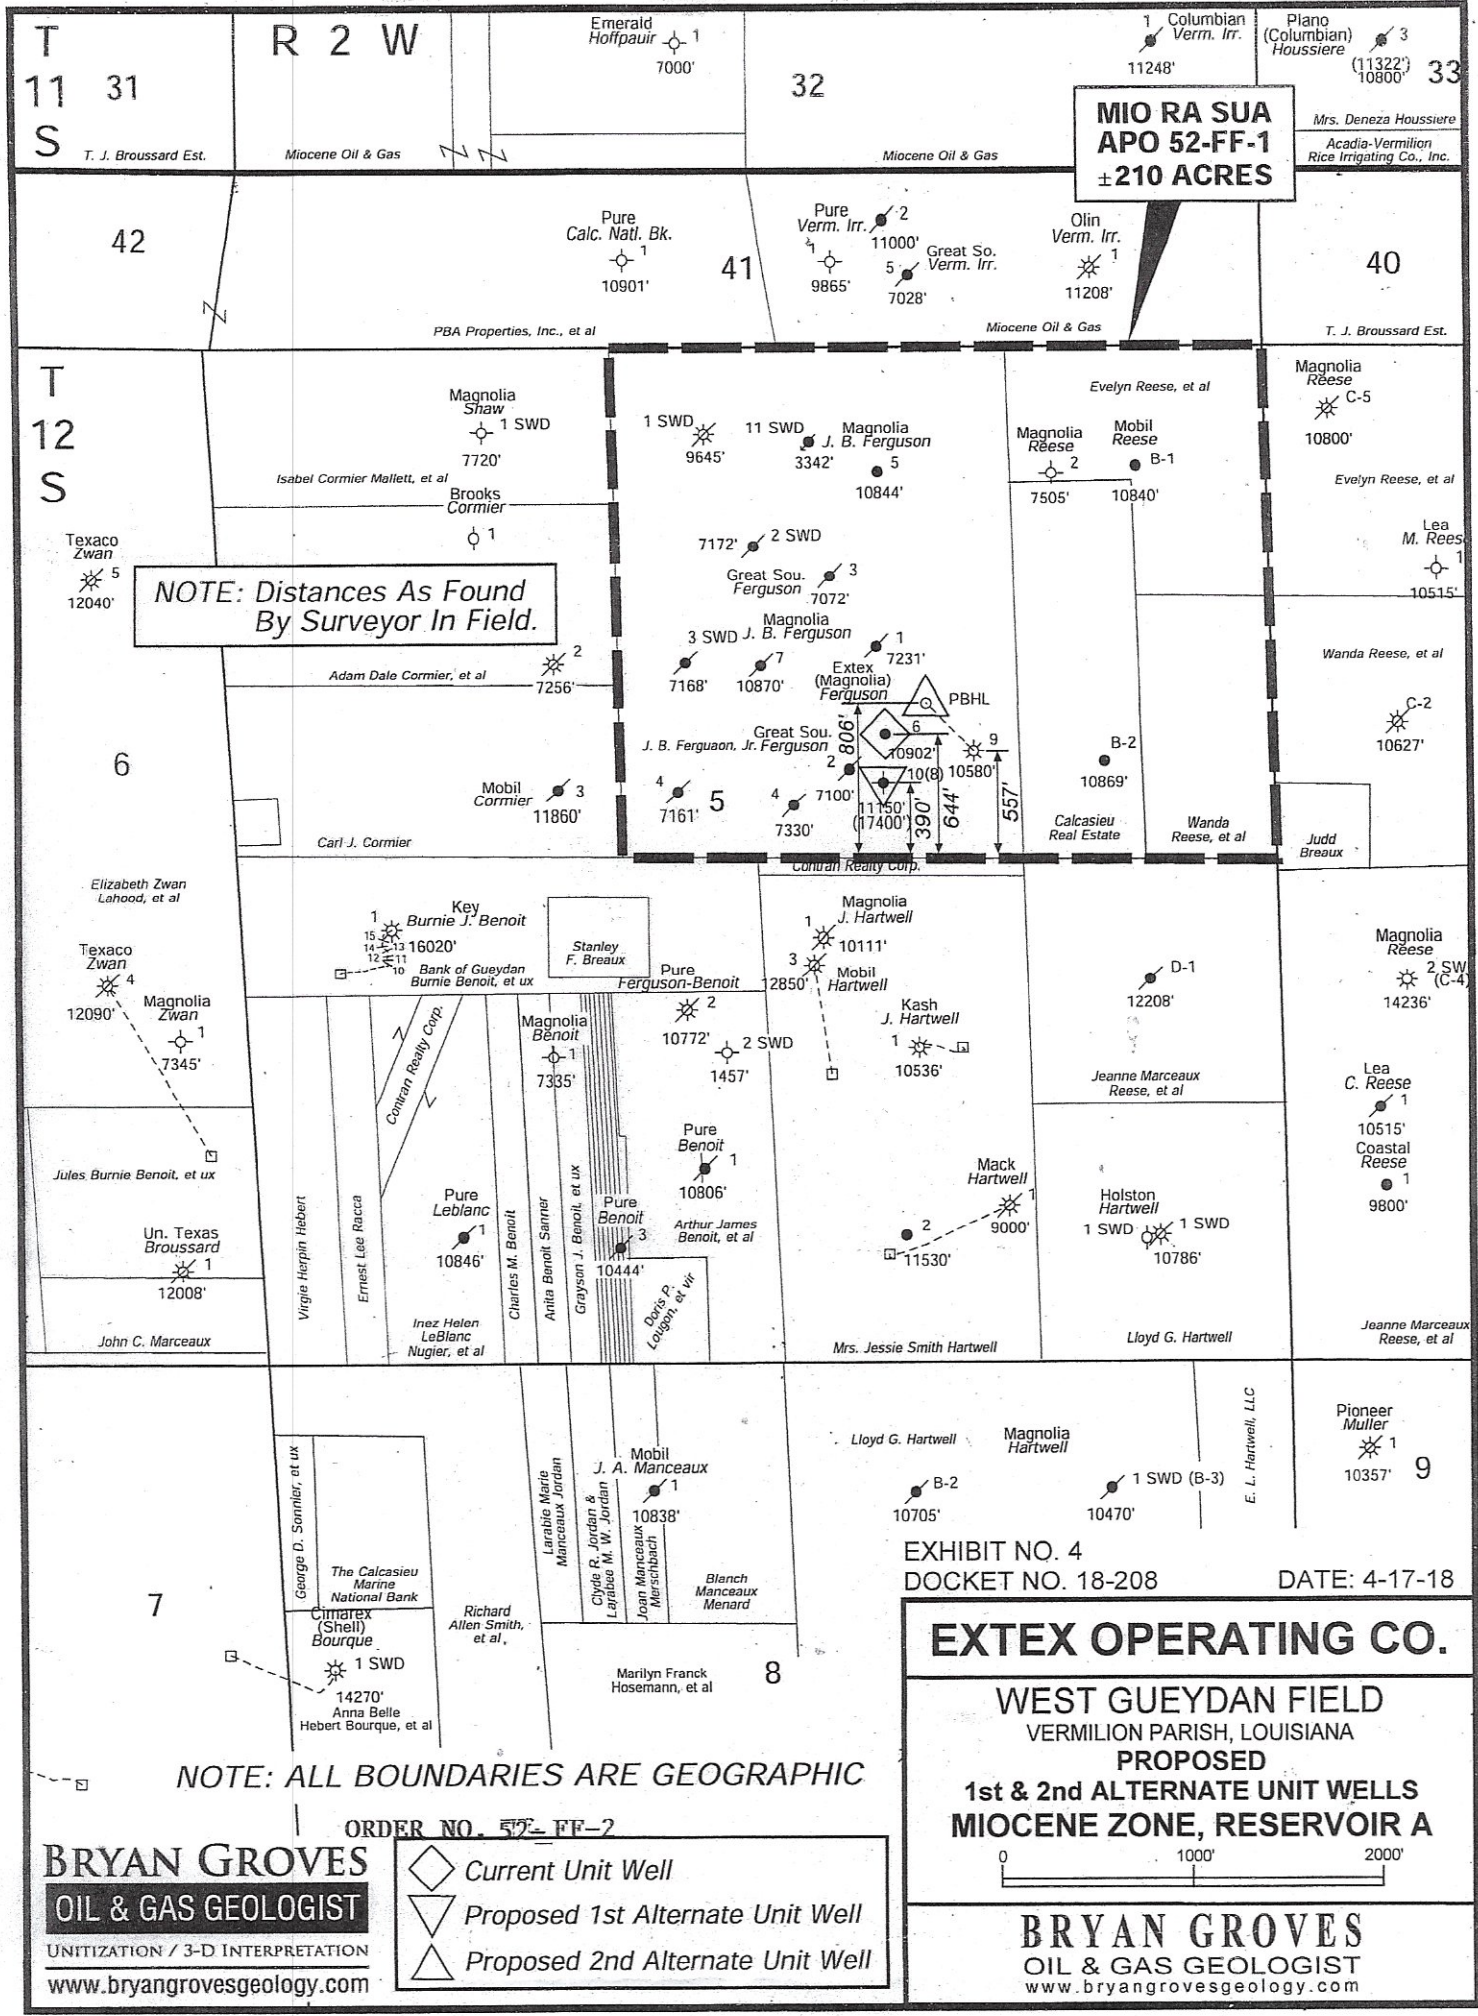 T
11
S
31
T. J. Broussard Est.
R 2 W
Miocene Oil & Gas
Emerald
Hoffpauir
1
7000'
32
Miocene Oil & Gas
1 Columbian
Verm. Irr.
11248'
Plano
(Columbian)
Houssiere
3
(11322')
10800'
33
Mrs. Deneza Houssiere
Acadia-Vermilion
Rice Irrigating Co., Inc.
MIO RA SUA
APO 52-FF-1
±210 ACRES
42
Pure
Calc. Natl. Bk.
1
10901'
PBA Properties, Inc., et al
41
Pure
Verm. Irr.
2
11000'
1
9865'
Great So.
Verm. Irr.
5
7028'
Olin
Verm. Irr.
1
11208'
Miocene Oil & Gas
40
T. J. Broussard Est.
T
12
S
Magnolia
Shaw
1 SWD
7720'
Isabel Cormier Mallett, et al
Brooks
Cormier
1
Texaco
Zwan
5
12040'
NOTE: Distances As Found
By Surveyor In Field.
2
7256'
Adam Dale Cormier, et al
6
Mobil
Cormier
3
11860'
Carl J. Cormier
1 SWD
9645'
11 SWD
3342'
Magnolia
J. B. Ferguson
5
10844'
7172'
2 SWD
Great Sou.
Ferguson
3
7072'
Magnolia
J. B. Ferguson
3 SWD
7168'
7
10870'
1
7231'
Extex
(Magnolia)
Ferguson
PBHL
806'
J. B. Ferguaon, Jr.
Great Sou.
Ferguson
6
10902'
9
10580'
2
7100'
10(8)
11150'
(17400')
390'
644'
557'
4
7161'
5
4
7330'
Contran Realty Corp.
Evelyn Reese, et al
Magnolia
Reese
2
7505'
Mobil
Reese
B-1
10840'
B-2
10869'
Calcasieu
Real Estate
Wanda
Reese, et al
Magnolia
Reese
C-5
10800'
Evelyn Reese, et al
Lea
M. Rees
1
10515'
Wanda Reese, et al
C-2
10627'
Judd
Breaux
Elizabeth Zwan
Lahood, et al
Texaco
Zwan
4
12090'
Magnolia
Zwan
1
7345'
Jules Burnie Benoit, et ux
Un. Texas
Broussard
1
12008'
John C. Marceaux
Key
Burnie J. Benoit
1
16020'
15
14
13
12
11
10
Bank of Gueydan
Burnie Benoit, et ux
Stanley
F. Breaux
Pure
Ferguson-Benoit
2
10772'
2 SWD
1457'
Magnolia
Benoit
1
7335'
Contran Realty Corp.
Virgie Herpin Hebert
Ernest Lee Racca
Pure
Leblanc
1
10846'
Inez Helen
LeBlanc
Nugier, et al
Charles M. Benoit
Anita Benoit Sanner
Grayson J. Benoit, et ux
Pure
Benoit
1
10806'
Pure
Benoit
3
10444'
Arthur James
Benoit, et al
Doris P.
Lougon, et vir
Magnolia
J. Hartwell
1
10111'
3
12850'
Mobil
Hartwell
Kash
J. Hartwell
1
10536'
Mack
Hartwell
1
9000'
2
11530'
Mrs. Jessie Smith Hartwell
D-1
12208'
Jeanne Marceaux
Reese, et al
Holston
Hartwell
1 SWD
1 SWD
10786'
Lloyd G. Hartwell
Magnolia
Reese
2 SW
(C-4)
14236'
Lea
C. Reese
1
10515'
Coastal
Reese
1
9800'
Jeanne Marceaux
Reese, et al
7
George D. Sonnier, et ux
The Calcasieu
Marine
National Bank
Cimarex
(Shell)
Bourque
1 SWD
14270'
Anna Belle
Hebert Bourque, et al
Richard
Allen Smith,
et al,
Larabie Marie
Manceaux Jordan
Clyde R. Jordan &
Larabee M. W. Jordan
Joan Manceaux
Merschbach
Mobil
J. A. Manceaux
1
10838'
Blanch
Manceaux
Menard
Marilyn Franck
Hosemann, et al
8
Lloyd G. Hartwell
Magnolia
Hartwell
B-2
10705'
1 SWD (B-3)
10470'
E. L. Hartwell, LLC
Pioneer
Muller
1
10357'
9
EXHIBIT NO. 4
DOCKET NO. 18-208
DATE: 4-17-18
EXTEX OPERATING CO.
WEST GUEYDAN FIELD
VERMILION PARISH, LOUISIANA
PROPOSED
1st & 2nd ALTERNATE UNIT WELLS
MIOCENE ZONE, RESERVOIR A
0 1000' 2000'
BRYAN GROVES
OIL & GAS GEOLOGIST
www.bryangrovesgeology.com
NOTE: ALL BOUNDARIES ARE GEOGRAPHIC
ORDER NO. 52-FF-2
BRYAN GROVES
OIL & GAS GEOLOGIST
UNITIZATION / 3-D INTERPRETATION
www.bryangrovesgeology.com
Current Unit Well
Proposed 1st Alternate Unit Well
Proposed 2nd Alternate Unit Well